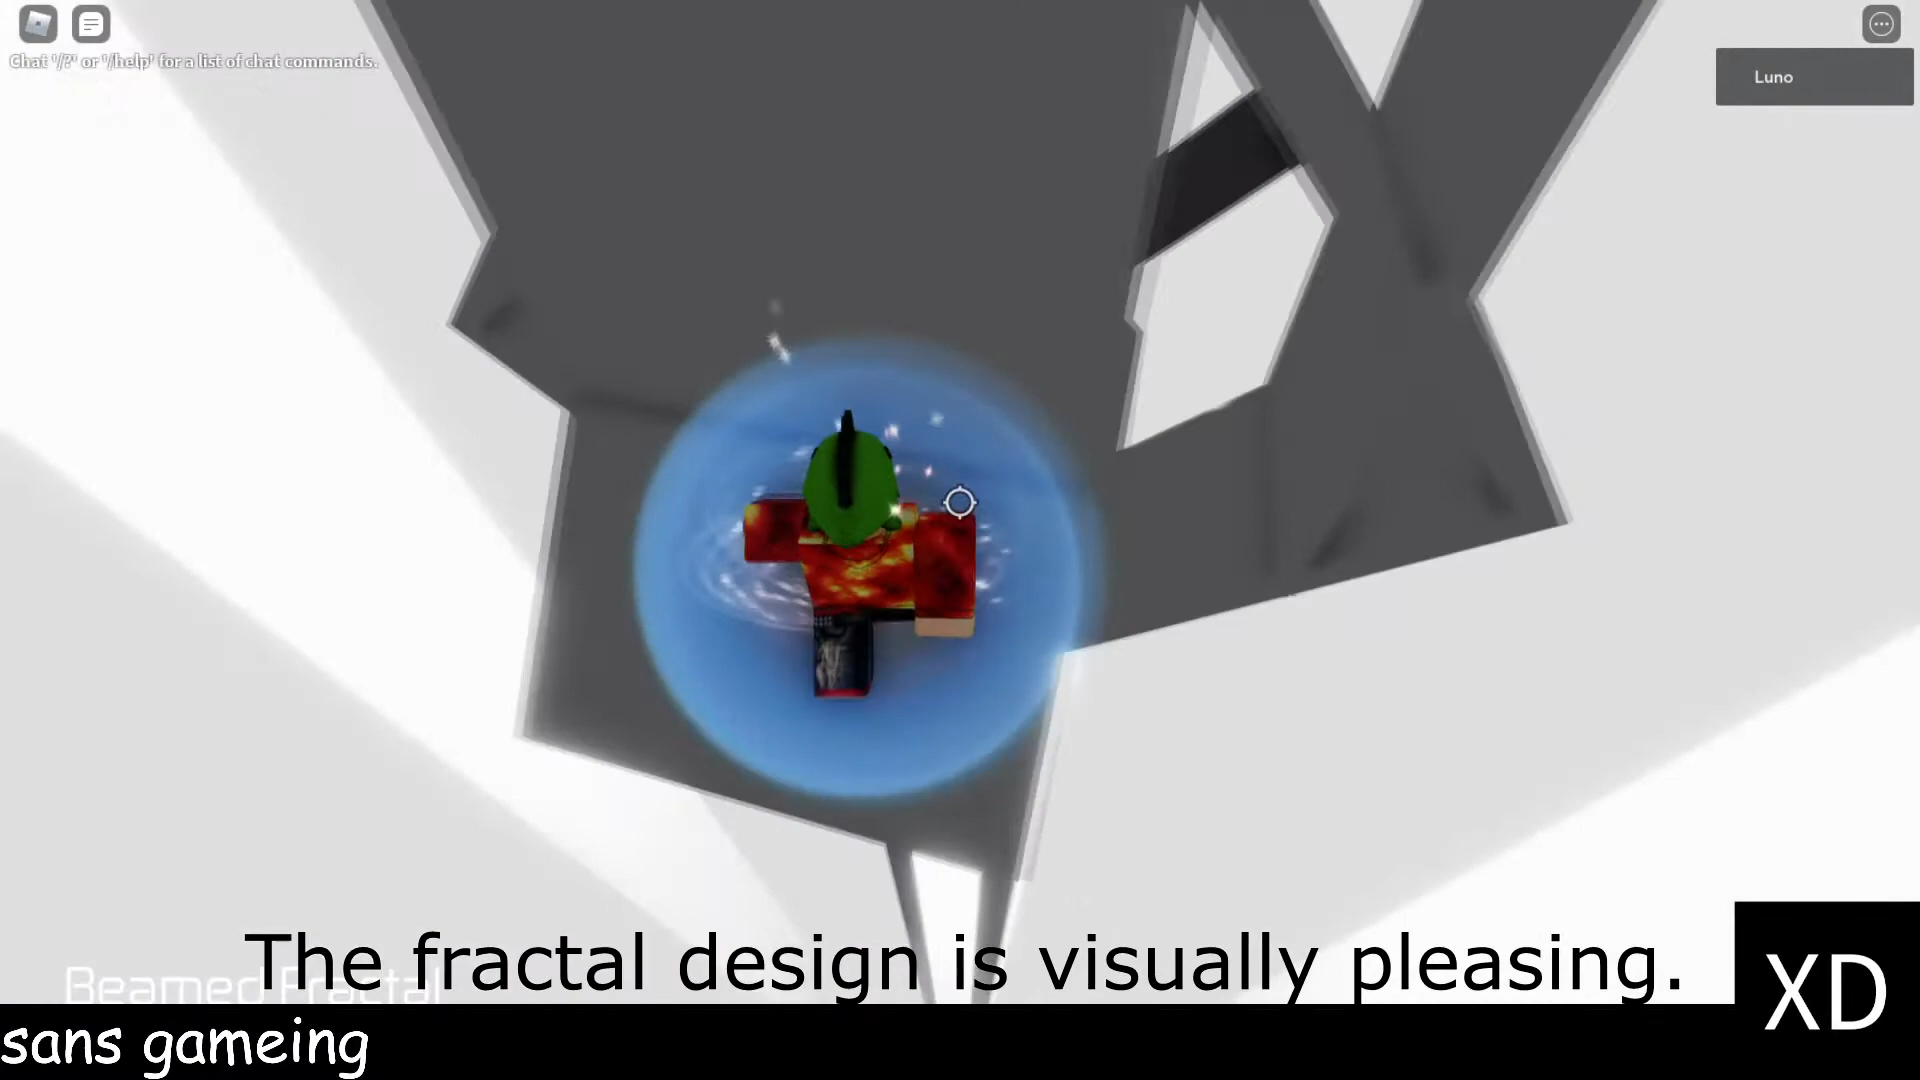 Chat '/?' or '/help' for a list of chat commands.
Luno
The fractal design is visually pleasing.
Beamed Fractal
XD
sans gameing